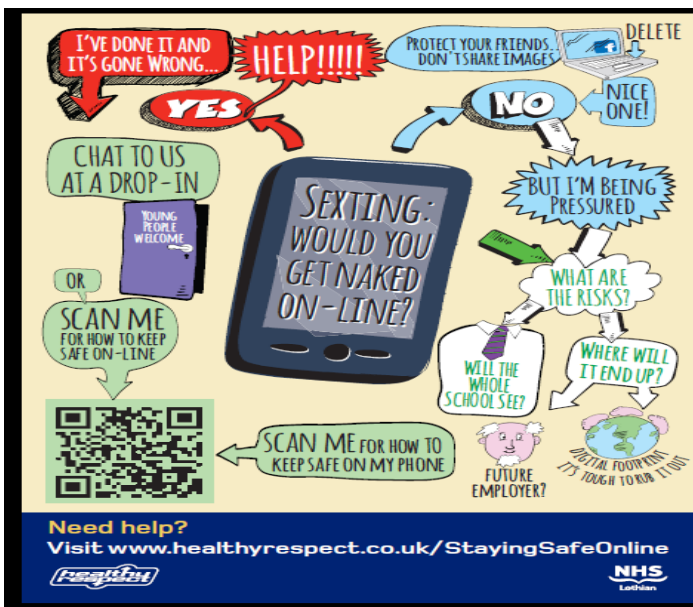 I'VE DONE IT AND
IT'S GONE WRONG...
HELP!!!!!
YES
PROTECT YOUR FRIENDS...
DON'T SHARE IMAGES
DELETE
NO
NICE
ONE!
CHAT TO US
AT A DROP-IN
YOUNG
PEOPLE
WELCOME
OR
SCAN ME
FOR HOW TO KEEP
SAFE ON-LINE
SEXTING:
WOULD YOU
GET NAKED
ON-LINE?
BUT I'M BEING
PRESSURED
WHAT ARE
THE RISKS?
WILL THE
WHOLE
SCHOOL SEE?
WHERE WILL
IT END UP?
FUTURE
EMPLOYER?
DIGITAL FOOTPRINT
IT'S TOUGH TO RUB IT OUT
SCAN ME FOR HOW TO
KEEP SAFE ON MY PHONE
Need help?
Visit www.healthyrespect.co.uk/StayingSafeOnline
healthy
respect
NHS
Lothian